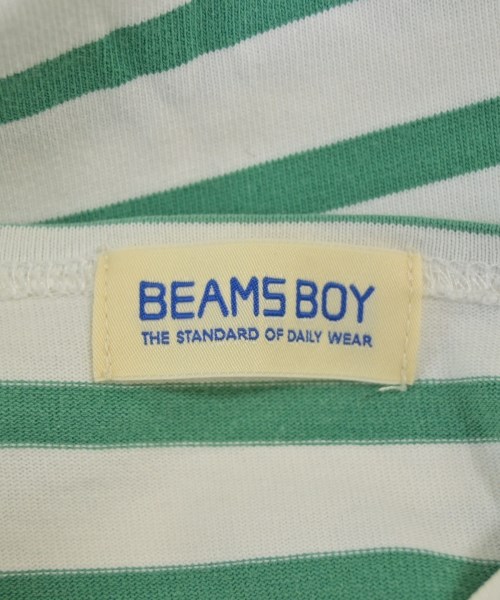 BEAMS BOY
THE STANDARD OF DAILY WEAR